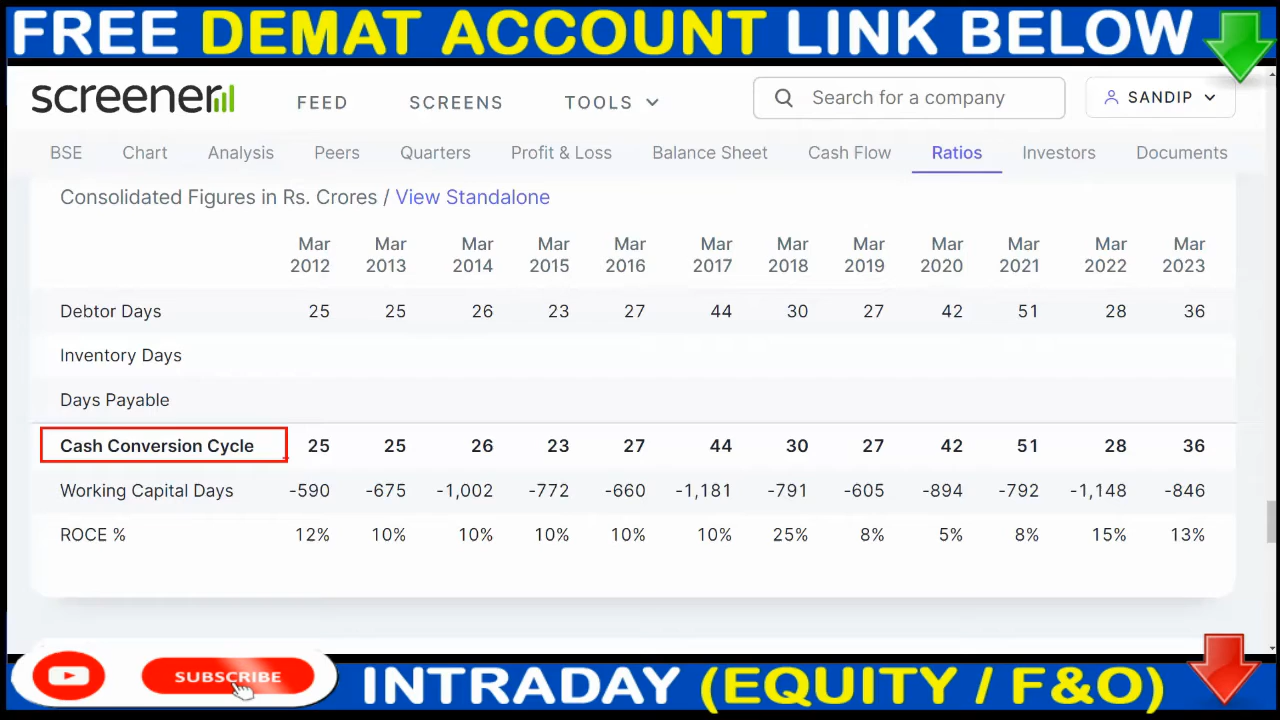 FREE DEMAT ACCOUNT LINK BELOW
screener FEED SCREENS TOOLS Search for a company SANDIP
BSE Chart Analysis Peers Quarters Profit & Loss Balance Sheet Cash Flow Ratios Investors Documents
Consolidated Figures in Rs. Crores / View Standalone
Mar Mar Mar Mar Mar Mar Mar Mar Mar Mar Mar Mar
2012 2013 2014 2015 2016 2017 2018 2019 2020 2021 2022 2023
Debtor Days 25 25 26 23 27 44 30 27 42 51 28 36
Inventory Days
Days Payable
Cash Conversion Cycle 25 25 26 23 27 44 30 27 42 51 28 36
Working Capital Days -590 -675 -1,002 -772 -660 -1,181 -791 -605 -894 -792 -1,148 -846
ROCE % 12% 10% 10% 10% 10% 10% 25% 8% 5% 8% 15% 13%
SUBSCRIBE INTRADAY (EQUITY / F&O)